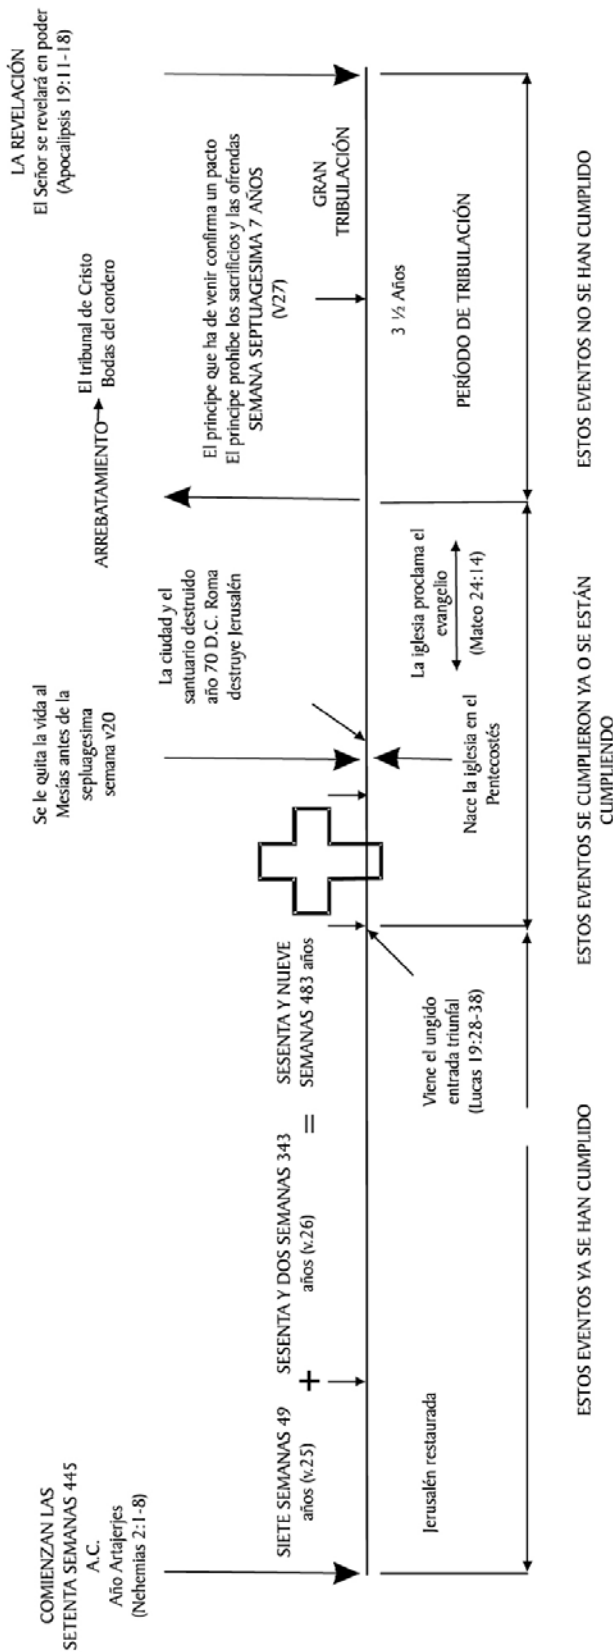 COMIENZAN LAS
SETENTA SEMANAS 445
A.C.
Año Artajerjes
(Nehemias 2:1-8)
SIETE SEMANAS 49
años (v.25)
+
SESENTA Y DOS SEMANAS 343
años (v.26)
=
SESENTA Y NUEVE
SEMANAS 483 años
Se le quita la vida al
Mesías antes de la
sepluagesima
semana v20
La ciudad y el
santuario destruido
año 70 D.C. Roma
destruye Jerusalén
ARREBATAMIENTO
El tribunal de Cristo
Bodas del cordero
El principe que ha de venir confirma un pacto
El principe prohíbe los sacrificios y las ofrendas
SEMANA SEPTUAGESIMA 7 AÑOS
(V27)
LA REVELACIÓN
El Señor se revelará en poder
(Apocalipsis 19:11-18)
GRAN
TRIBULACIÓN
Jerusalén restaurada
Viene el ungido
entrada triunfal
(Lucas 19:28-38)
Nace la iglesia en el
Pentecostés
La iglesia proclama el
evangelio
(Mateo 24:14)
3 ½ Años
PERÍODO DE TRIBULACIÓN
ESTOS EVENTOS YA SE HAN CUMPLIDO
ESTOS EVENTOS SE CUMPLIERON YA O SE ESTÁN
CUMPLIENDO
ESTOS EVENTOS NO SE HAN CUMPLIDO